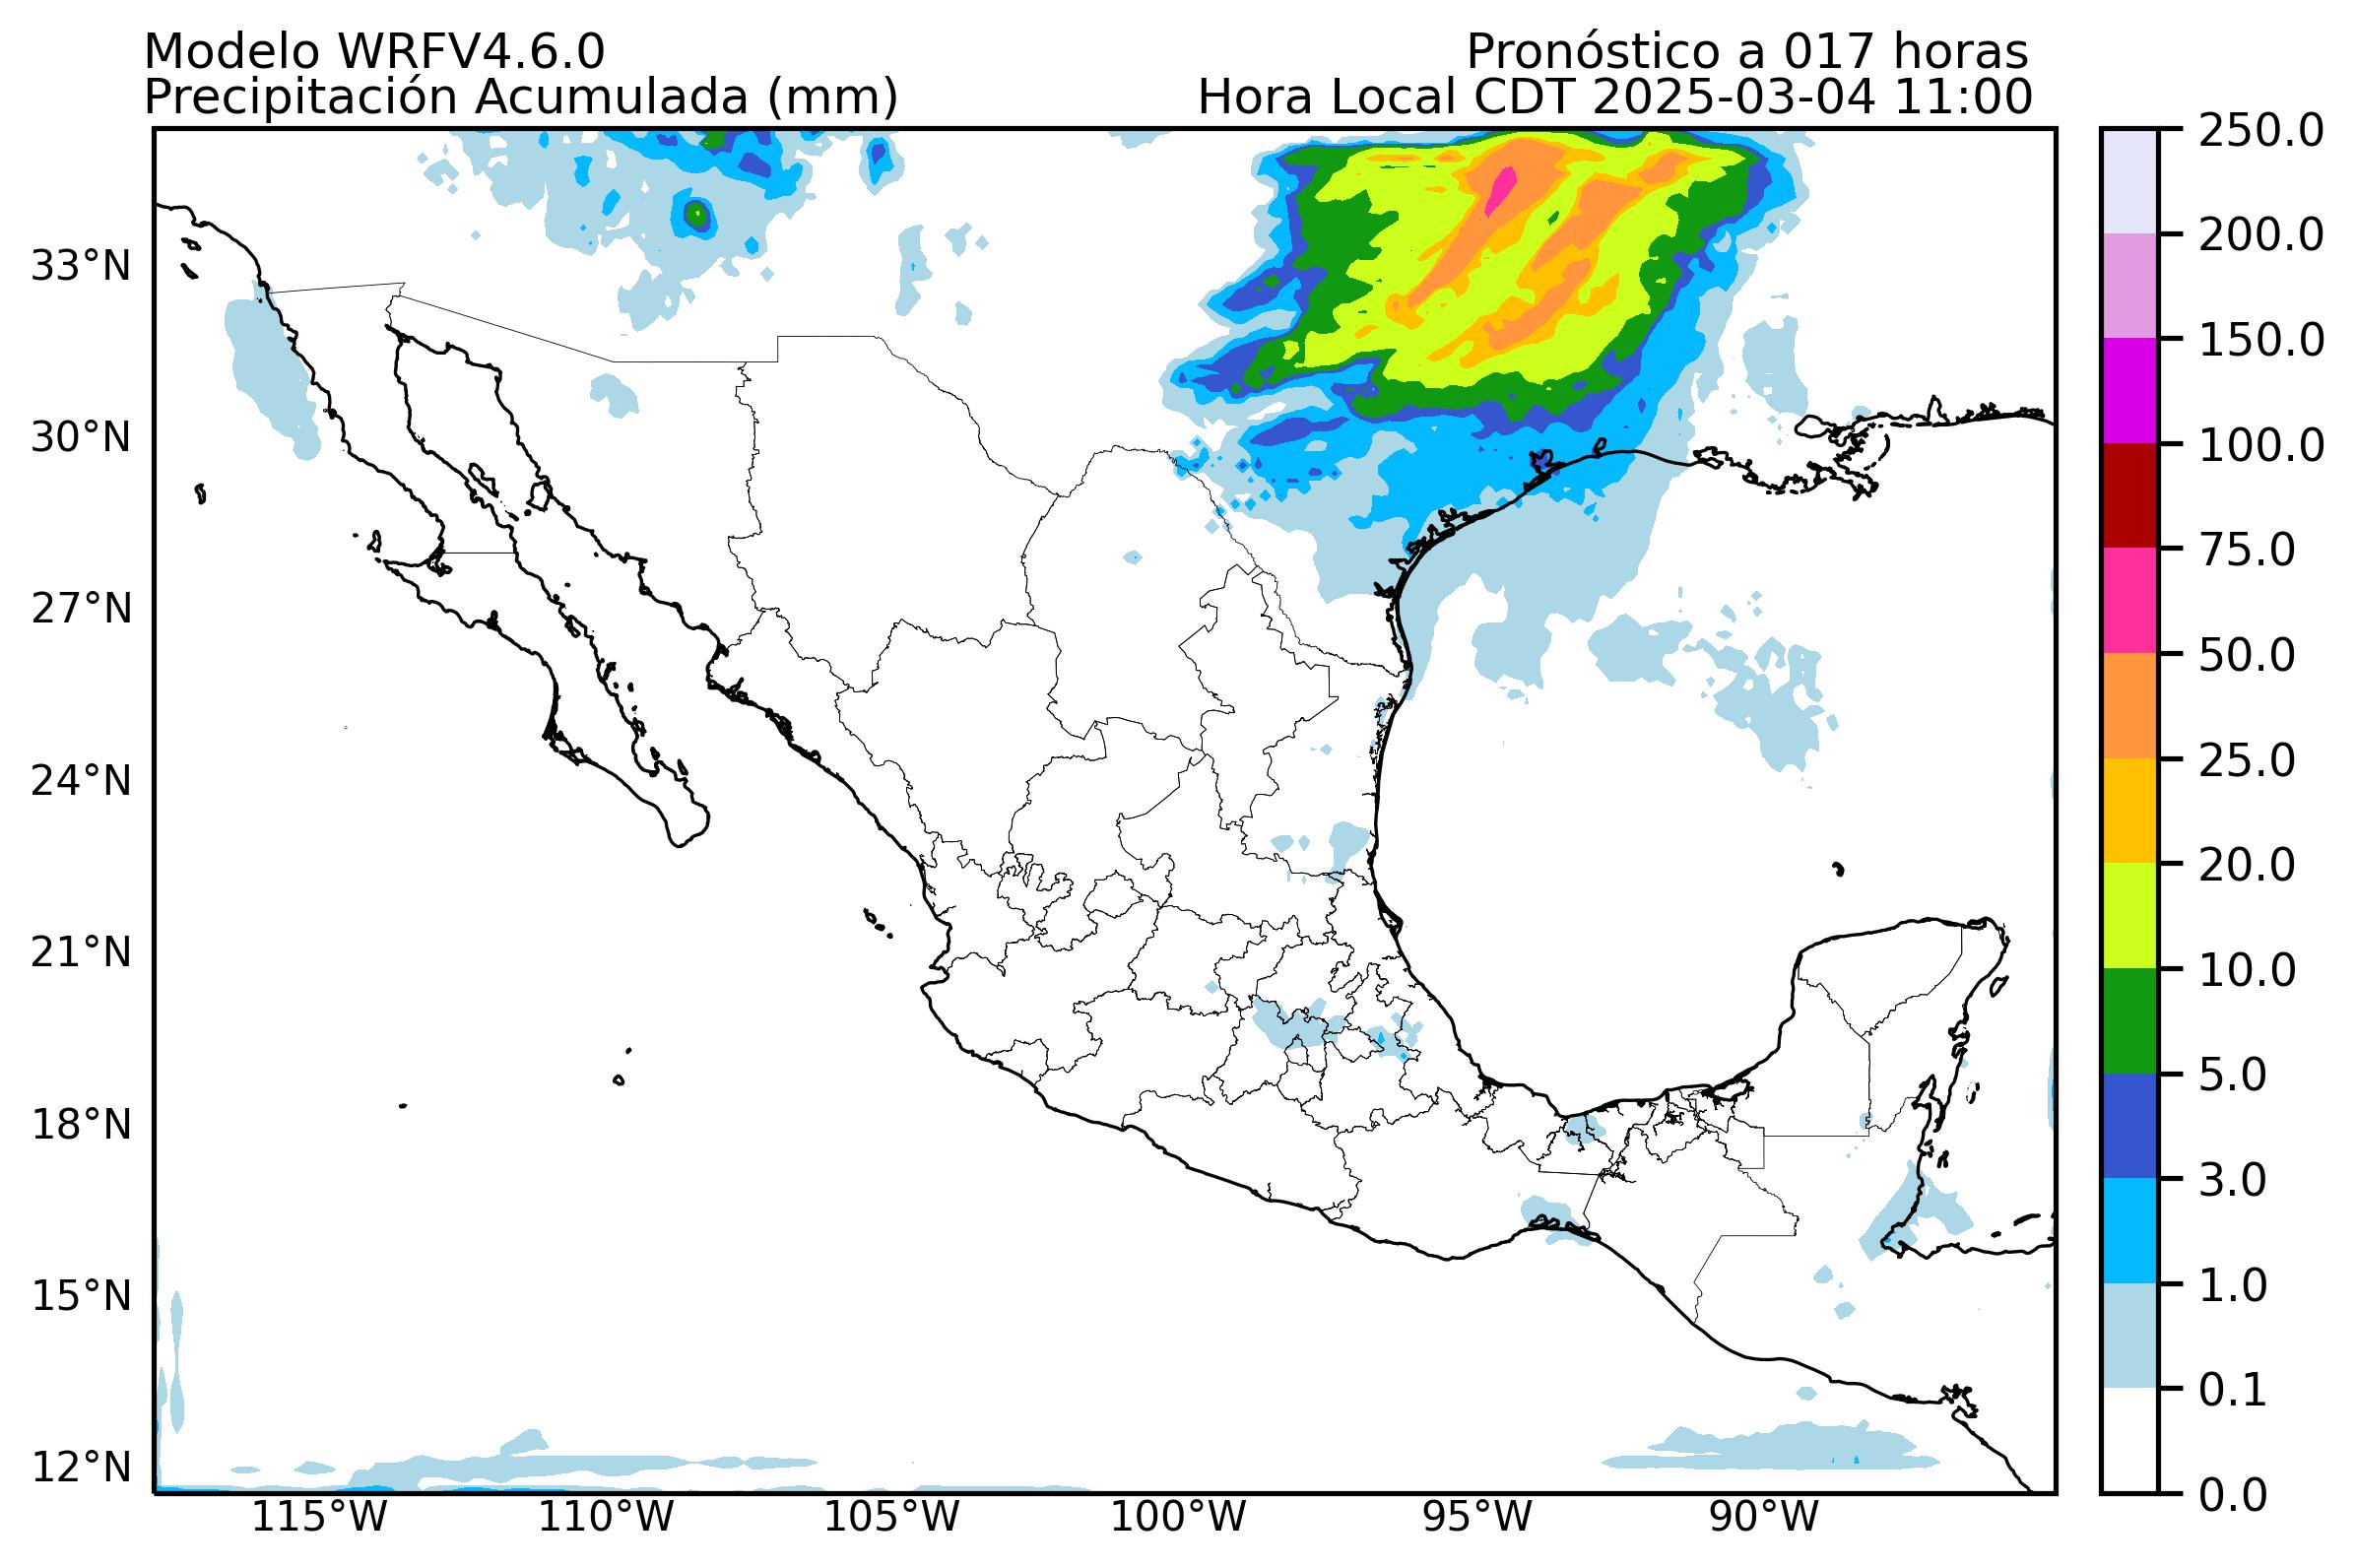 Modelo WRFV4.6.0
Pronóstico a 017 horas
Precipitación Acumulada (mm)
Hora Local CDT 2025-03-04 11:00
33°N
30°N
27°N
24°N
21°N
18°N
15°N
12°N
115°W
110°W
105°W
100°W
95°W
90°W
250.0
200.0
150.0
100.0
75.0
50.0
25.0
20.0
10.0
5.0
3.0
1.0
0.1
0.0